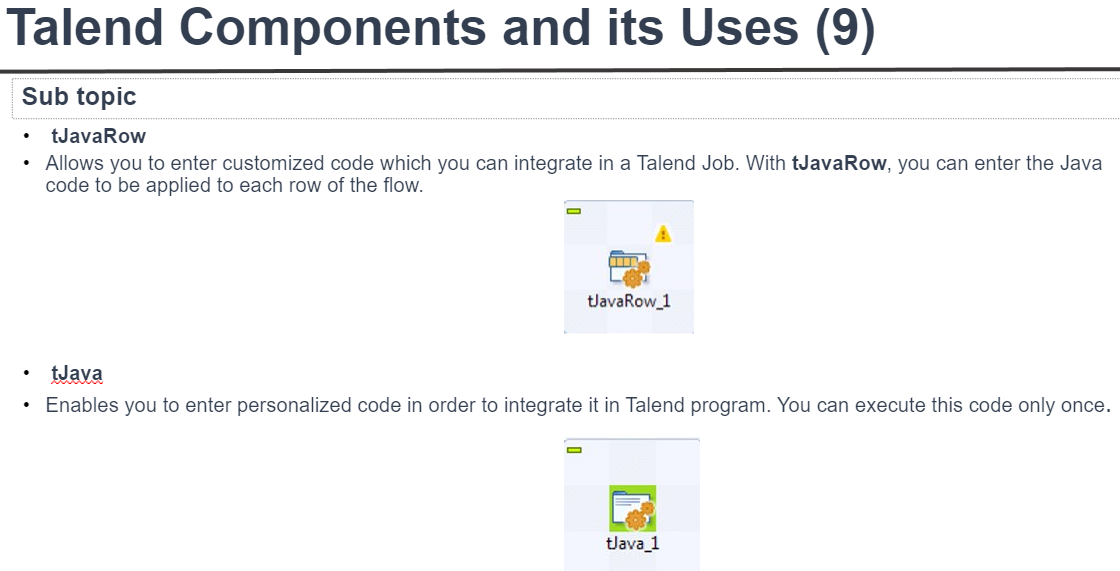 Talend Components and its Uses (9)
Sub topic
• tJavaRow
• Allows you to enter customized code which you can integrate in a Talend Job. With tJavaRow, you can enter the Java
code to be applied to each row of the flow.
tJavaRow_1
• tJava
• Enables you to enter personalized code in order to integrate it in Talend program. You can execute this code only once.
tJava_1